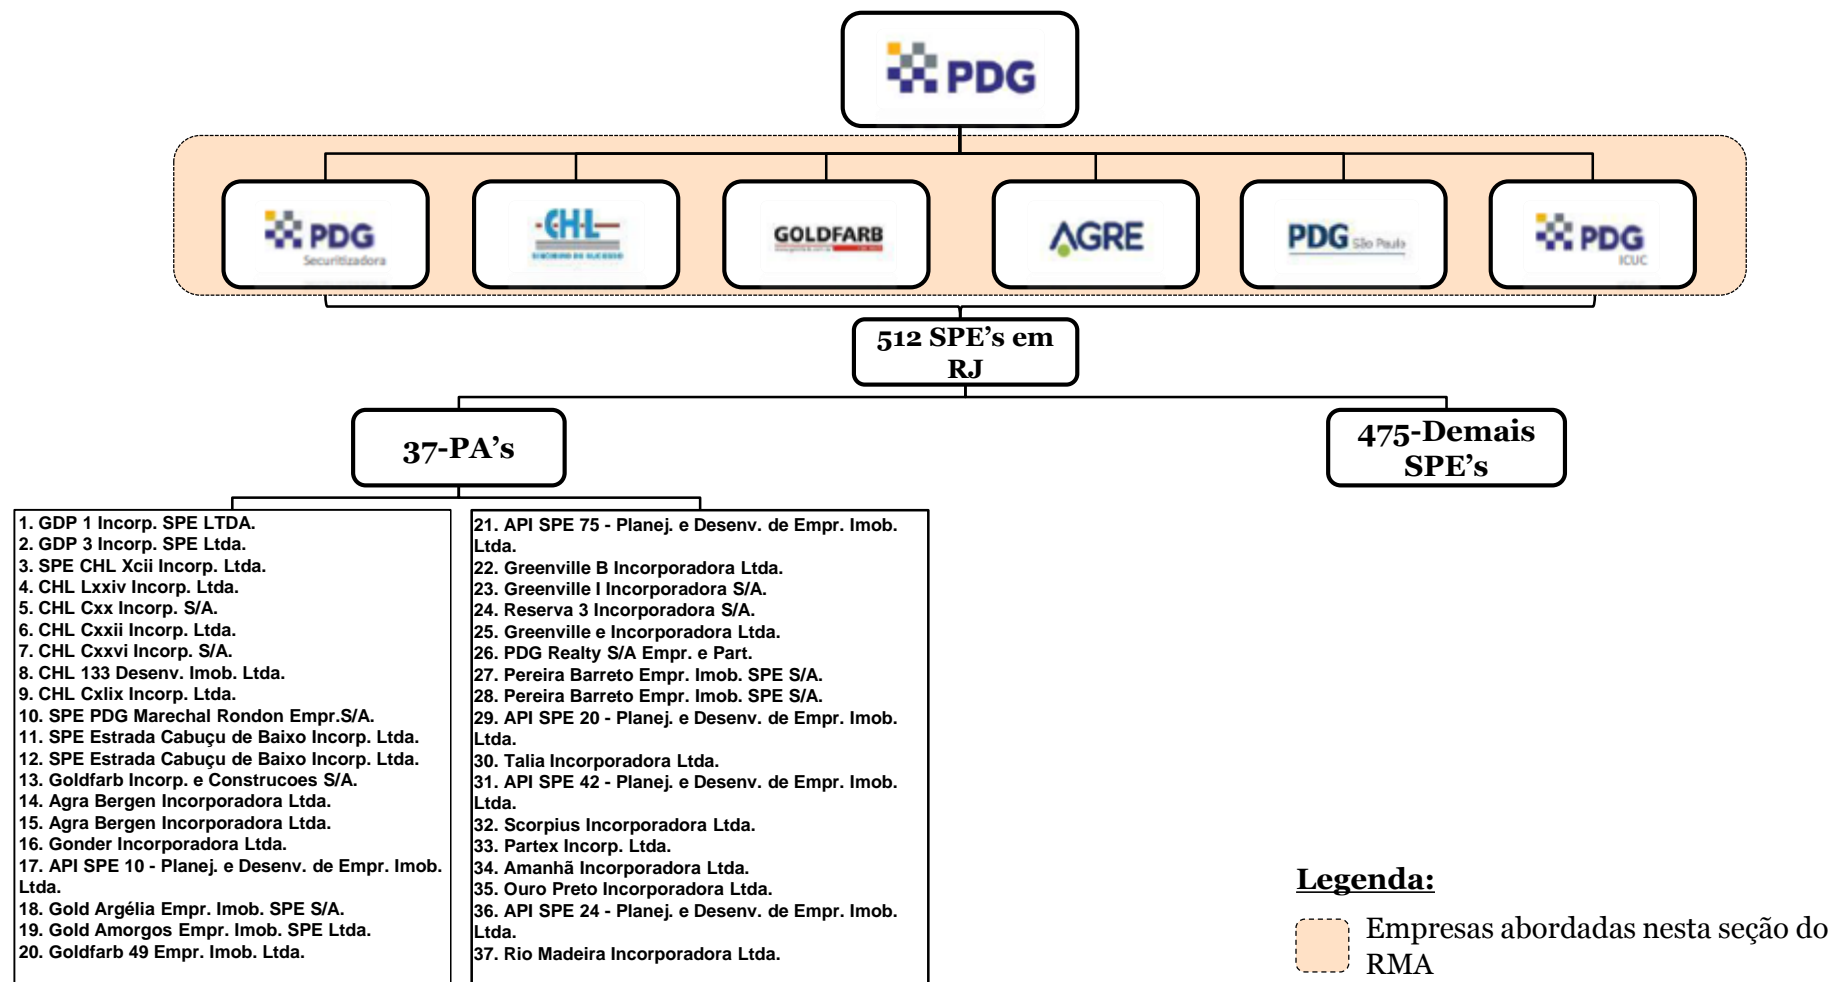 PDG
PDG
Securitizadora
CHL
GOLDFARB
AGRE
PDG São Paulo
PDG
ICUC
512 SPE’s em
RJ
37-PA’s
475-Demais
SPE’s
1. GDP 1 Incorp. SPE LTDA.
2. GDP 3 Incorp. SPE Ltda.
3. SPE CHL Xcii Incorp. Ltda.
4. CHL Lxxiv Incorp. Ltda.
5. CHL Cxx Incorp. S/A.
6. CHL Cxxii Incorp. Ltda.
7. CHL Cxxvi Incorp. S/A.
8. CHL 133 Desenv. Imob. Ltda.
9. CHL Cxlix Incorp. Ltda.
10. SPE PDG Marechal Rondon Empr.S/A.
11. SPE Estrada Cabuçu de Baixo Incorp. Ltda.
12. SPE Estrada Cabuçu de Baixo Incorp. Ltda.
13. Goldfarb Incorp. e Construcoes S/A.
14. Agra Bergen Incorporadora Ltda.
15. Agra Bergen Incorporadora Ltda.
16. Gonder Incorporadora Ltda.
17. API SPE 10 - Planej. e Desenv. de Empr. Imob.
Ltda.
18. Gold Argélia Empr. Imob. SPE S/A.
19. Gold Amorgos Empr. Imob. SPE Ltda.
20. Goldfarb 49 Empr. Imob. Ltda.
21. API SPE 75 - Planej. e Desenv. de Empr. Imob.
Ltda.
22. Greenville B Incorporadora Ltda.
23. Greenville I Incorporadora S/A.
24. Reserva 3 Incorporadora S/A.
25. Greenville e Incorporadora Ltda.
26. PDG Realty S/A Empr. e Part.
27. Pereira Barreto Empr. Imob. SPE S/A.
28. Pereira Barreto Empr. Imob. SPE S/A.
29. API SPE 20 - Planej. e Desenv. de Empr. Imob.
Ltda.
30. Talia Incorporadora Ltda.
31. API SPE 42 - Planej. e Desenv. de Empr. Imob.
Ltda.
32. Scorpius Incorporadora Ltda.
33. Partex Incorp. Ltda.
34. Amanhã Incorporadora Ltda.
35. Ouro Preto Incorporadora Ltda.
36. API SPE 24 - Planej. e Desenv. de Empr. Imob.
Ltda.
37. Rio Madeira Incorporadora Ltda.
Legenda:
Empresas abordadas nesta seção do
RMA